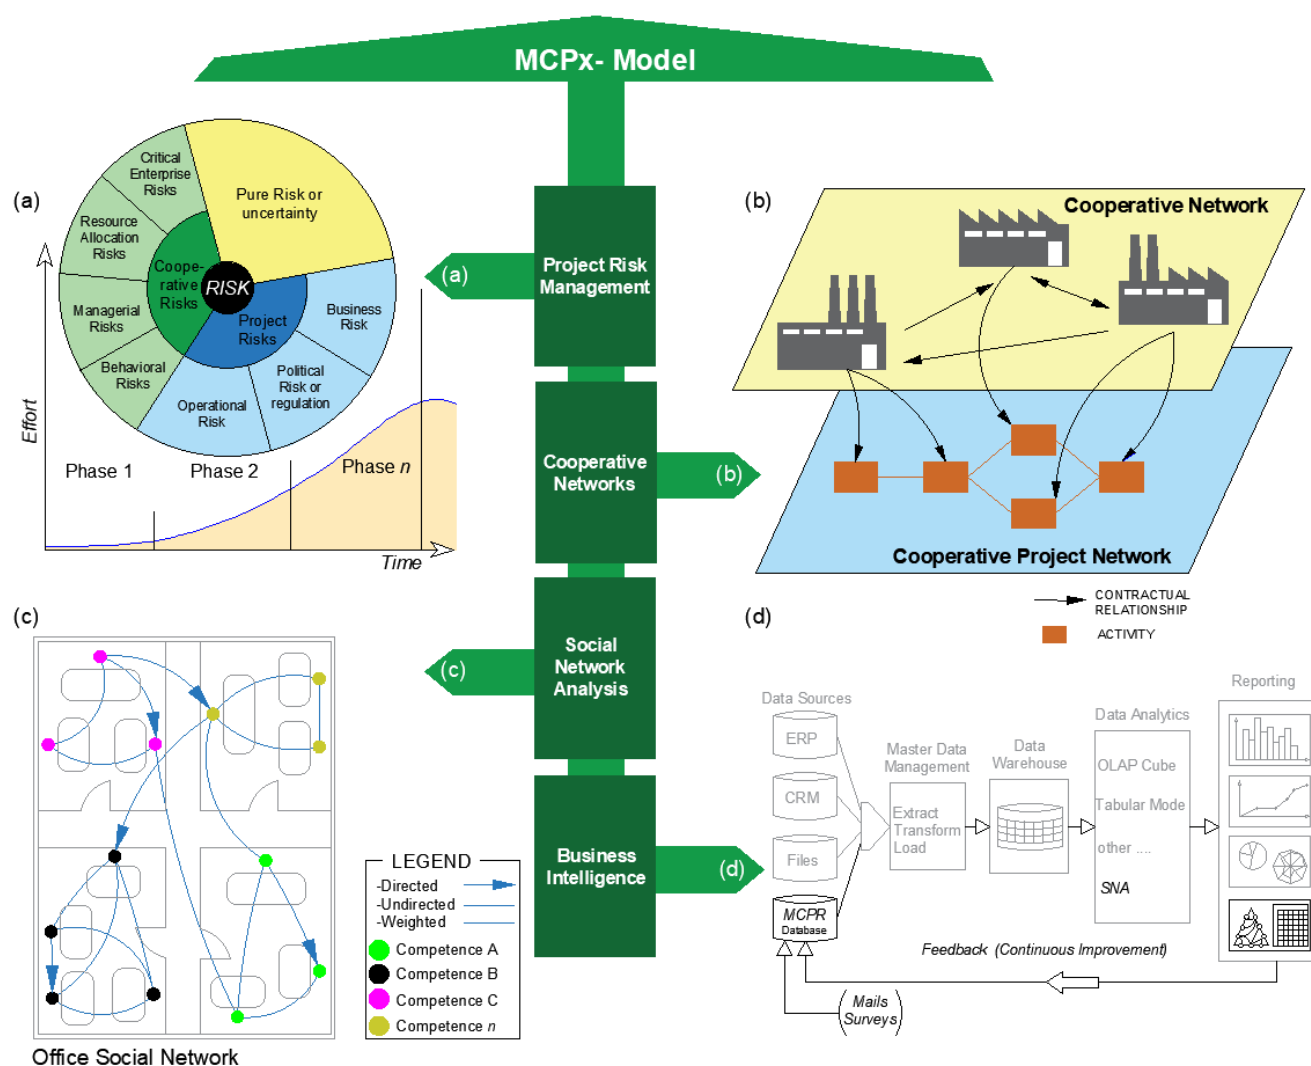 MCPx- Model
(a)
Critical
Enterprise
Risks
Pure Risk or
uncertainty
Resource
Allocation
Risks
Coope-
rative
Risks
RISK
Managerial
Risks
Project
Risks
Business
Risk
Behavioral
Risks
Operational
Risk
Political
Risk or
regulation
Effort
Phase 1
Phase 2
Phase n
Time
(a)
Project Risk
Management
Cooperative
Networks
(b)
(c)
Social
Network
Analysis
Business
Intelligence
(d)
(b)
Cooperative Network
Cooperative Project Network
CONTRACTUAL
RELATIONSHIP
ACTIVITY
(c)
LEGEND
-Directed
-Undirected
-Weighted
Competence A
Competence B
Competence C
Competence n
Office Social Network
(d)
Data Sources
ERP
CRM
Files
MCPR
Database
Master Data
Management
Extract
Transform
Load
Data
Warehouse
Data Analytics
OLAP Cube
Tabular Mode
other ....
SNA
Reporting
Feedback (Continuous Improvement)
(Mails
Surveys)